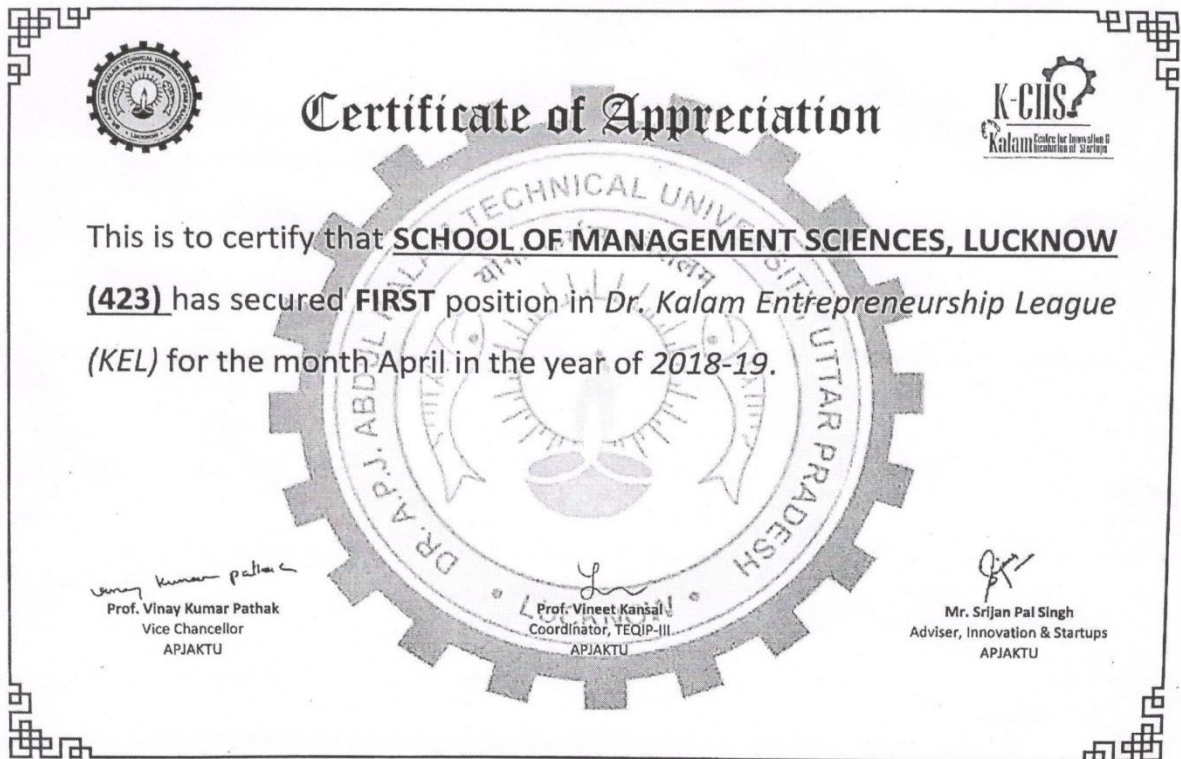 Certificate of Appreciation
K-CIIS
Kalam Centre for Innovation &
Incubation of Startups
This is to certify that SCHOOL OF MANAGEMENT SCIENCES, LUCKNOW
(423) has secured FIRST position in Dr. Kalam Entrepreneurship League
(KEL) for the month April in the year of 2018-19.
DR. A.P.J. ABDUL KALAM TECHNICAL UNIVERSITY UTTAR PRADESH
LUCKNOW
Vinay Kumar Pathak
Prof. Vinay Kumar Pathak
Vice Chancellor
APJAKTU
Prof. Vineet Kansal
Coordinator, TEQIP-III
APJAKTU
Mr. Srijan Pal Singh
Adviser, Innovation & Startups
APJAKTU